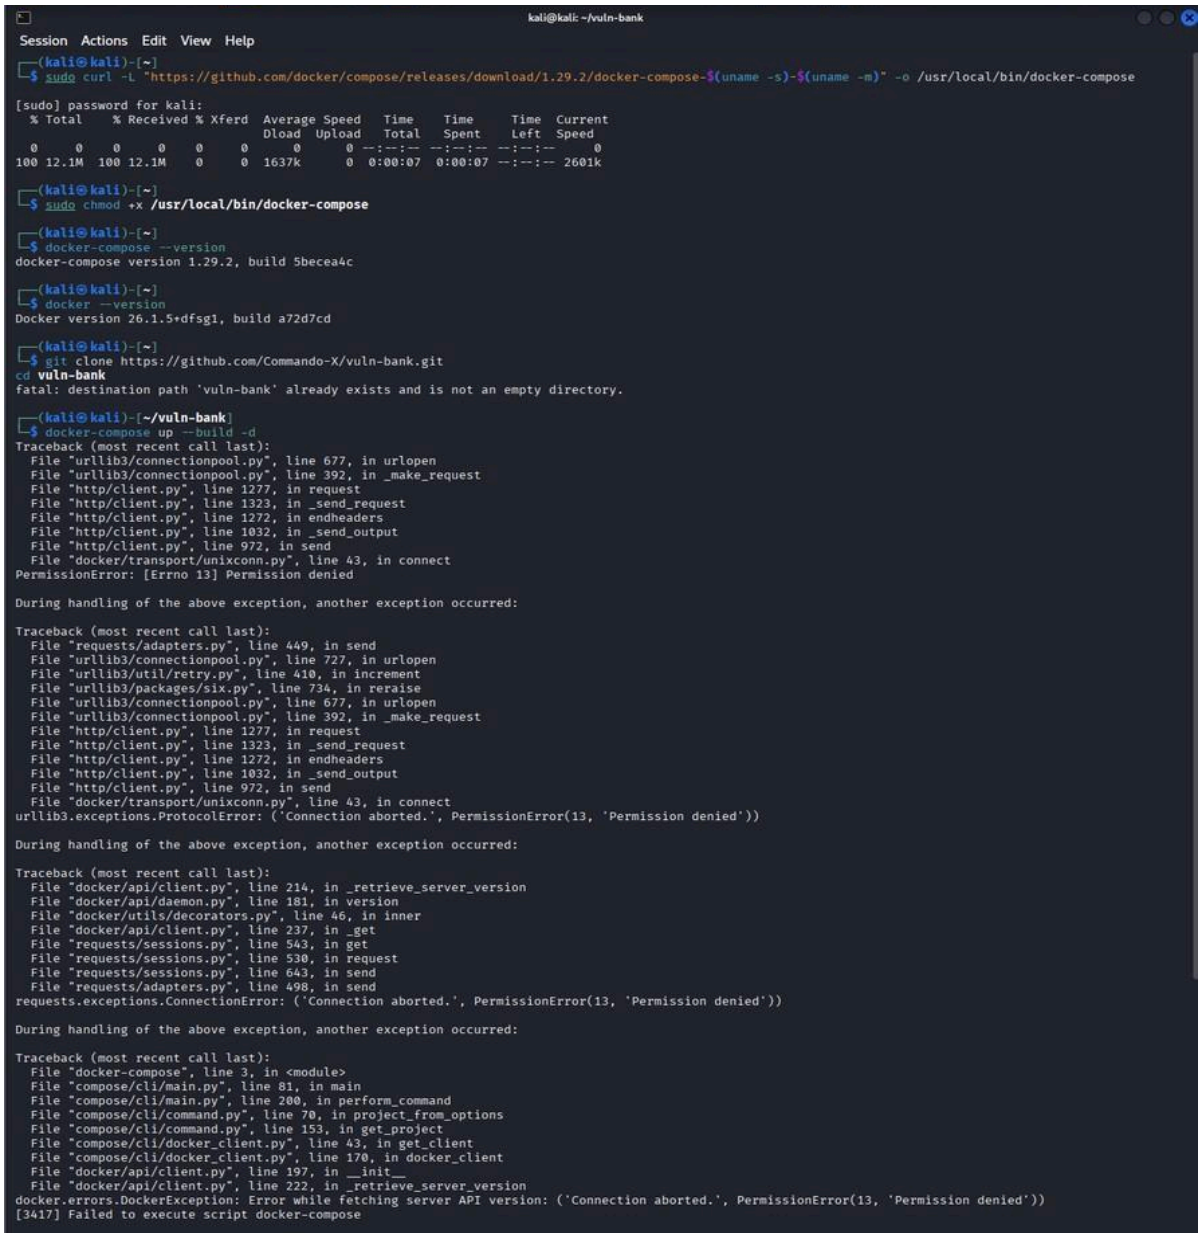 kali@kali: ~/vuln-bank
Session Actions Edit View Help
┌──(kali㉿kali)-[~]
└─$ sudo curl -L "https://github.com/docker/compose/releases/download/1.29.2/docker-compose-$(uname -s)-$(uname -m)" -o /usr/local/bin/docker-compose
[sudo] password for kali:
  % Total    % Received % Xferd  Average Speed   Time    Time     Time  Current
                                 Dload  Upload   Total   Spent    Left  Speed
  0     0    0     0    0     0      0      0 --:--:-- --:--:-- --:--:--     0
100 12.1M  100 12.1M    0     0  1637k      0  0:00:07  0:00:07 --:--:-- 2601k
┌──(kali㉿kali)-[~]
└─$ sudo chmod +x /usr/local/bin/docker-compose
┌──(kali㉿kali)-[~]
└─$ docker-compose --version
docker-compose version 1.29.2, build 5becea4c
┌──(kali㉿kali)-[~]
└─$ docker --version
Docker version 26.1.5+dfsg1, build a72d7cd
┌──(kali㉿kali)-[~]
└─$ git clone https://github.com/Commando-X/vuln-bank.git
cd vuln-bank
fatal: destination path 'vuln-bank' already exists and is not an empty directory.
┌──(kali㉿kali)-[~/vuln-bank]
└─$ docker-compose up --build -d
Traceback (most recent call last):
  File "urllib3/connectionpool.py", line 677, in urlopen
  File "urllib3/connectionpool.py", line 392, in _make_request
  File "http/client.py", line 1277, in request
  File "http/client.py", line 1323, in _send_request
  File "http/client.py", line 1272, in endheaders
  File "http/client.py", line 1032, in _send_output
  File "http/client.py", line 972, in send
  File "docker/transport/unixconn.py", line 43, in connect
PermissionError: [Errno 13] Permission denied
During handling of the above exception, another exception occurred:
Traceback (most recent call last):
  File "requests/adapters.py", line 449, in send
  File "urllib3/connectionpool.py", line 727, in urlopen
  File "urllib3/util/retry.py", line 410, in increment
  File "urllib3/packages/six.py", line 734, in reraise
  File "urllib3/connectionpool.py", line 677, in urlopen
  File "urllib3/connectionpool.py", line 392, in _make_request
  File "http/client.py", line 1277, in request
  File "http/client.py", line 1323, in _send_request
  File "http/client.py", line 1272, in endheaders
  File "http/client.py", line 1032, in _send_output
  File "http/client.py", line 972, in send
  File "docker/transport/unixconn.py", line 43, in connect
urllib3.exceptions.ProtocolError: ('Connection aborted.', PermissionError(13, 'Permission denied'))
During handling of the above exception, another exception occurred:
Traceback (most recent call last):
  File "docker/api/client.py", line 214, in _retrieve_server_version
  File "docker/api/daemon.py", line 181, in version
  File "docker/utils/decorators.py", line 46, in inner
  File "docker/api/client.py", line 237, in _get
  File "requests/sessions.py", line 543, in get
  File "requests/sessions.py", line 530, in request
  File "requests/sessions.py", line 643, in send
  File "requests/adapters.py", line 498, in send
requests.exceptions.ConnectionError: ('Connection aborted.', PermissionError(13, 'Permission denied'))
During handling of the above exception, another exception occurred:
Traceback (most recent call last):
  File "docker-compose", line 3, in <module>
  File "compose/cli/main.py", line 81, in main
  File "compose/cli/main.py", line 200, in perform_command
  File "compose/cli/command.py", line 70, in project_from_options
  File "compose/cli/command.py", line 153, in get_project
  File "compose/cli/docker_client.py", line 43, in get_client
  File "compose/cli/docker_client.py", line 170, in docker_client
  File "docker/api/client.py", line 197, in __init__
  File "docker/api/client.py", line 222, in _retrieve_server_version
docker.errors.DockerException: Error while fetching server API version: ('Connection aborted.', PermissionError(13, 'Permission denied'))
[3417] Failed to execute script docker-compose